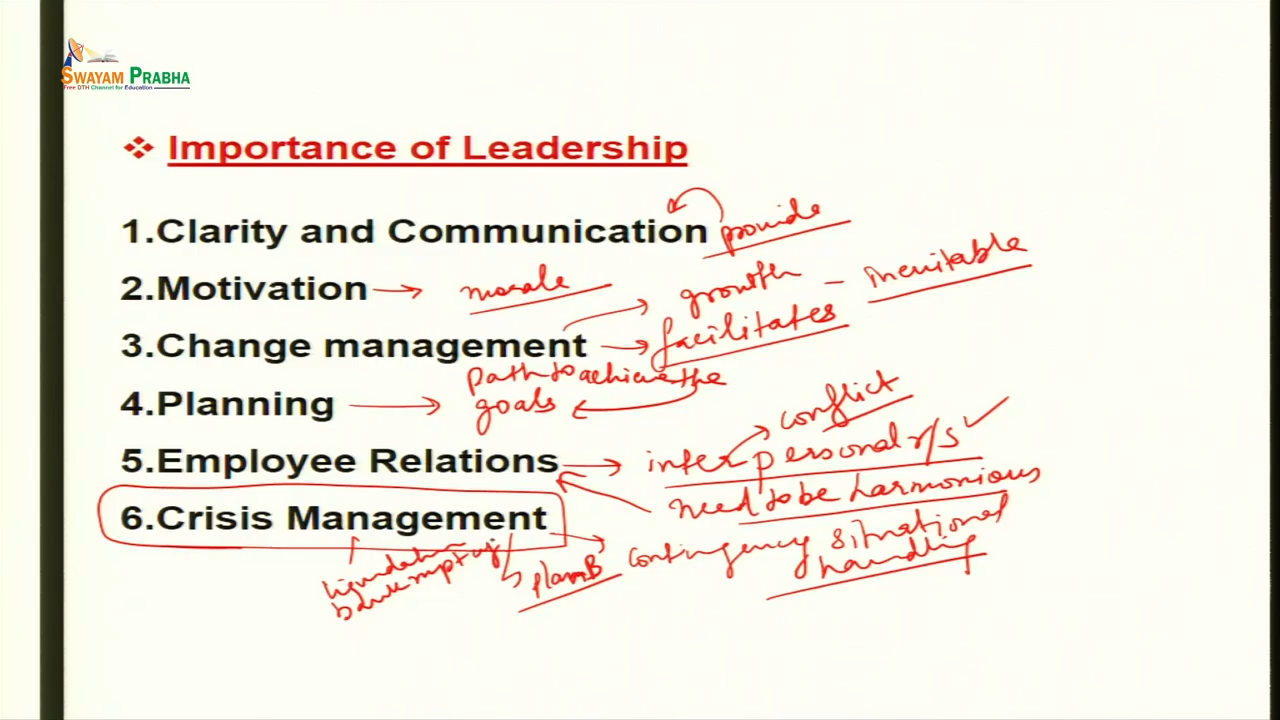 SWAYAM PRABHA
Free DTH Channel for Education
❖ Importance of Leadership
1.Clarity and Communication provide
2.Motivation → morale growth – inevitable
3.Change management → facilitates
path to achieve the
4.Planning → goals
conflict
5.Employee Relations → interpersonal r/s ✓
need to be harmonious
6.Crisis Management → contingency situational
handling
liquidation
bankruptcy
plan B